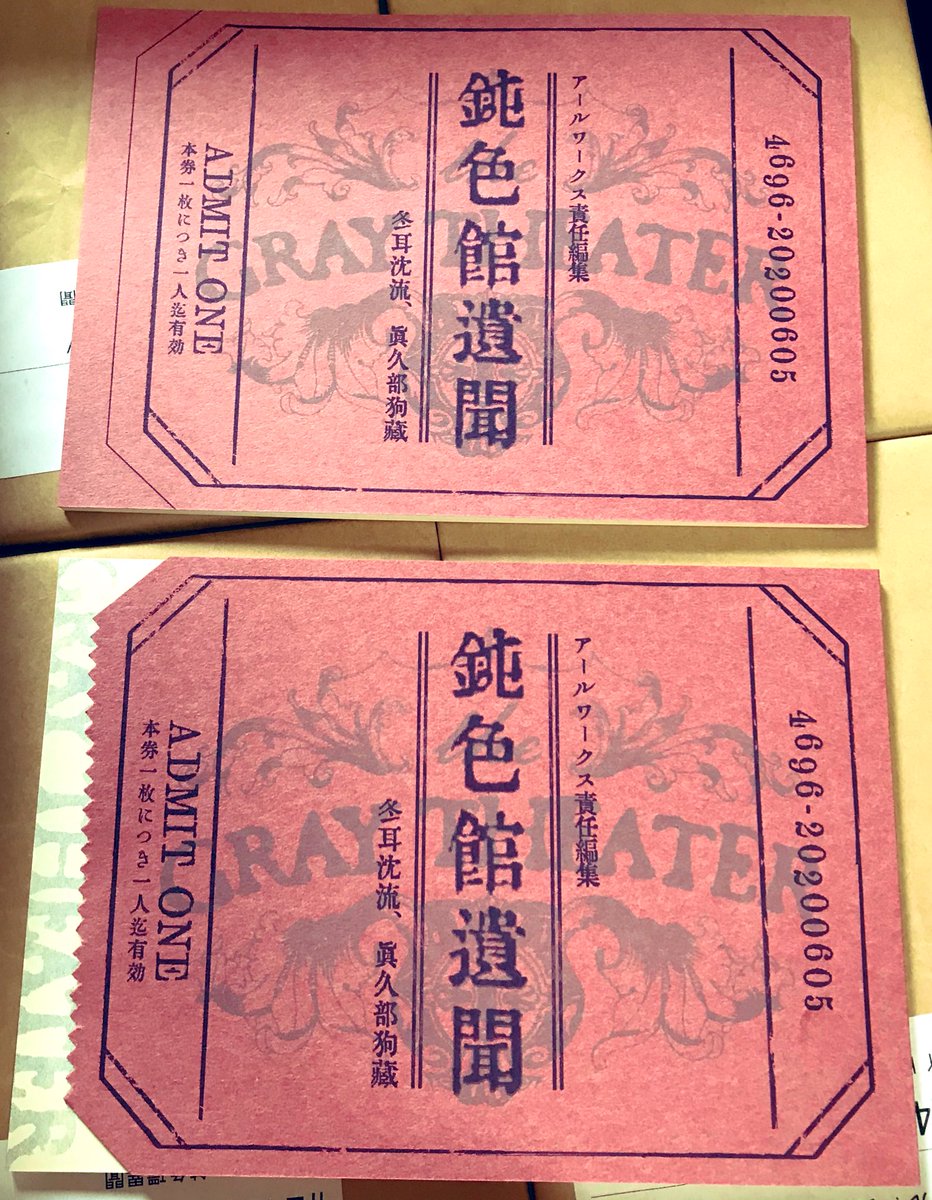 4696-20200605
アールワークス責任編集
鈍色館遺聞
冬耳沈流、眞久部狗藏
ADMIT ONE
本券一枚につき一人迄有効
the
GRAY THEATER
4696-20200605
アールワークス責任編集
鈍色館遺聞
冬耳沈流、眞久部狗藏
ADMIT ONE
本券一枚につき一人迄有効
the
GRAY THEATER